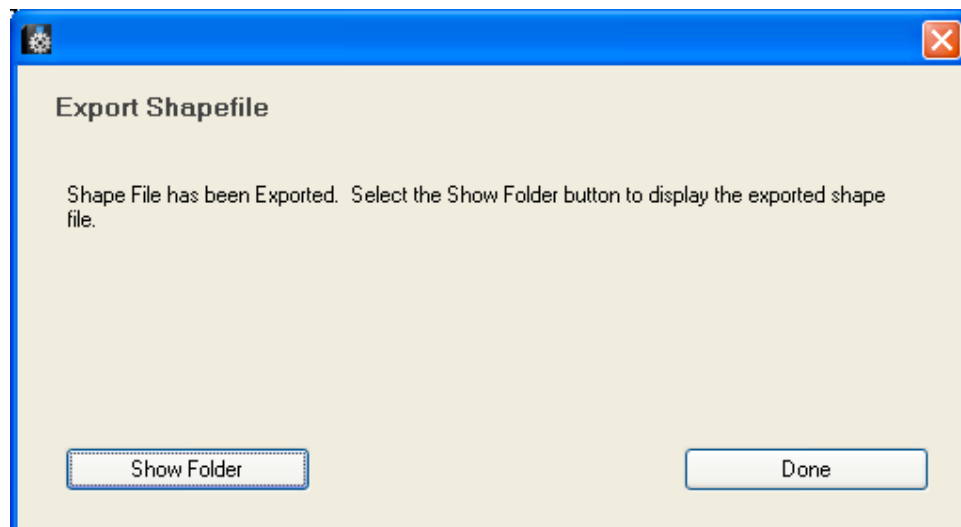 Export Shapefile
Shape File has been Exported.  Select the Show Folder button to display the exported shape
file.
Show Folder
Done